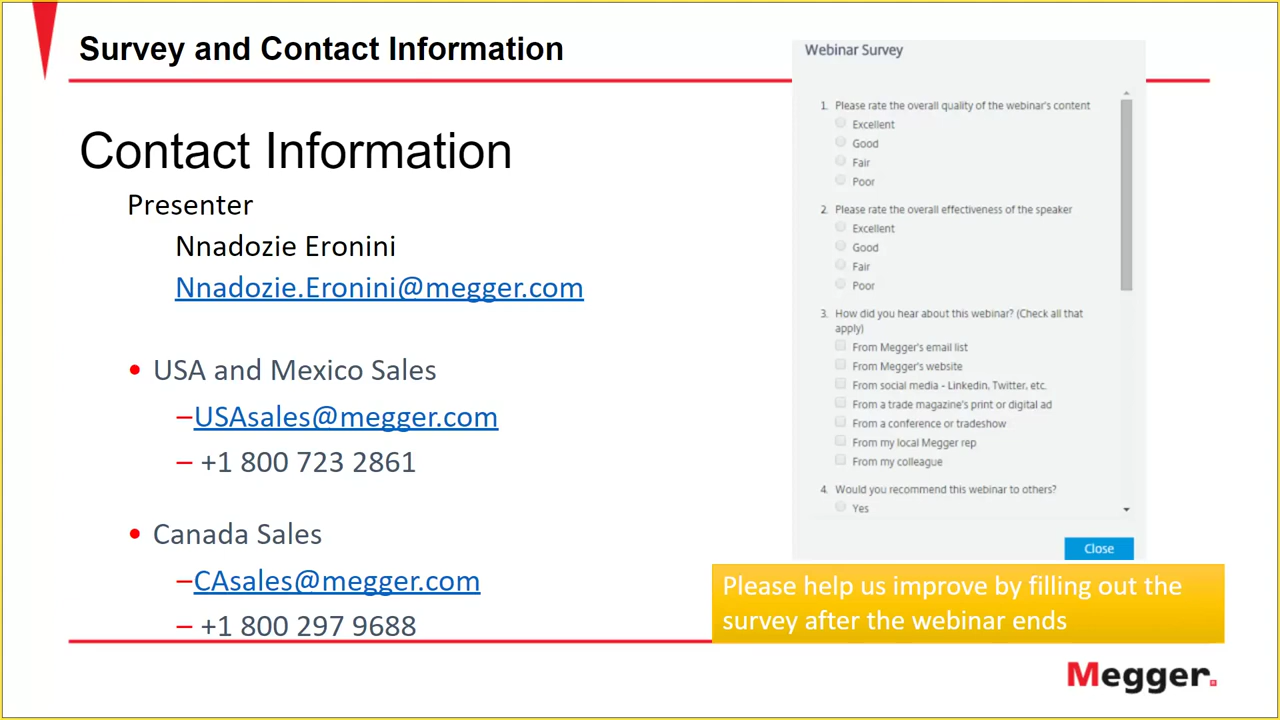 Survey and Contact Information
Contact Information
Presenter
Nnadozie Eronini
Nnadozie.Eronini@megger.com
• USA and Mexico Sales
–USAsales@megger.com
– +1 800 723 2861
• Canada Sales
–CAsales@megger.com
– +1 800 297 9688
Webinar Survey
1. Please rate the overall quality of the webinar's content
Excellent
Good
Fair
Poor
2. Please rate the overall effectiveness of the speaker
Excellent
Good
Fair
Poor
3. How did you hear about this webinar? (Check all that
apply)
From Megger's email list
From Megger's website
From social media - Linkedin, Twitter, etc.
From a trade magazine's print or digital ad
From a conference or tradeshow
From my local Megger rep
From my colleague
4. Would you recommend this webinar to others?
Yes
Close
Please help us improve by filling out the
survey after the webinar ends
Megger.